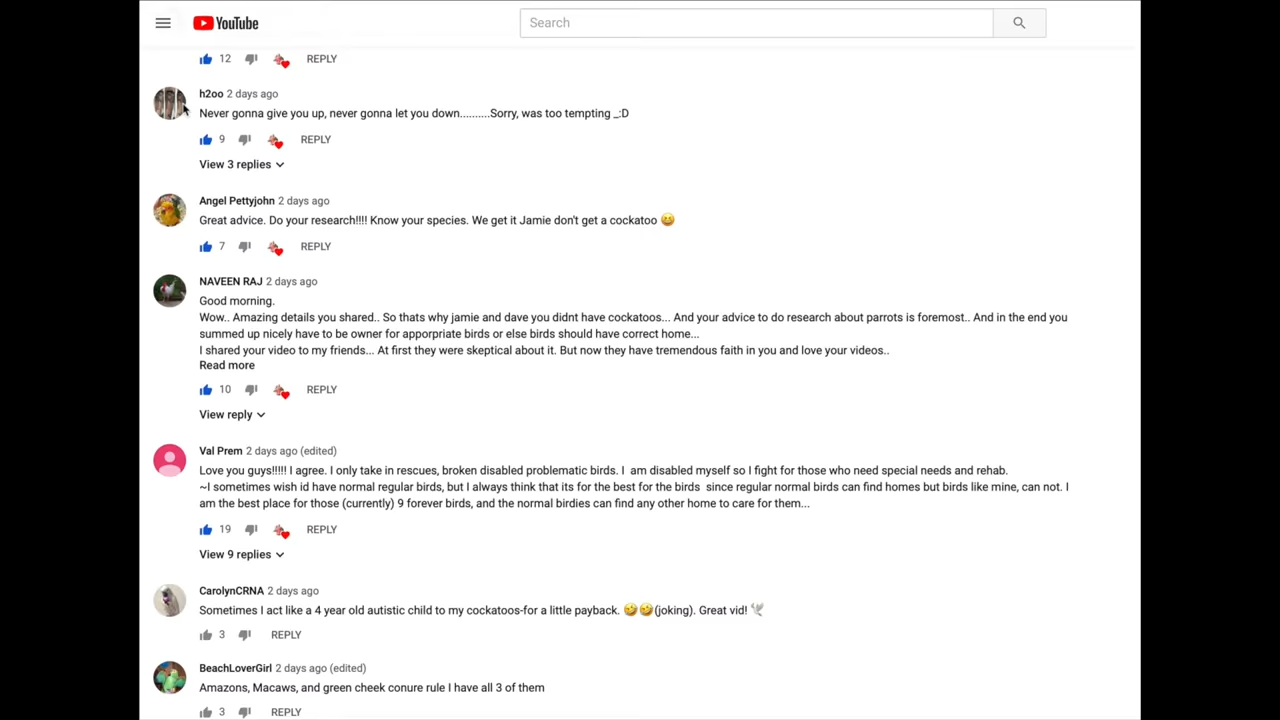 YouTube
Search
12 REPLY
h2oo 2 days ago
Never gonna give you up, never gonna let you down..........Sorry, was too tempting _:D
9 REPLY
View 3 replies
Angel Pettyjohn 2 days ago
Great advice. Do your research!!!! Know your species. We get it Jamie don't get a cockatoo 😆
7 REPLY
NAVEEN RAJ 2 days ago
Good morning.
Wow.. Amazing details you shared.. So thats why jamie and dave you didnt have cockatoos... And your advice to do research about parrots is foremost.. And in the end you
summed up nicely have to be owner for apporpriate birds or else birds should have correct home...
I shared your video to my friends... At first they were skeptical about it. But now they have tremendous faith in you and love your videos..
Read more
10 REPLY
View reply
Val Prem 2 days ago (edited)
Love you guys!!!!! I agree. I only take in rescues, broken disabled problematic birds. I am disabled myself so I fight for those who need special needs and rehab.
~I sometimes wish id have normal regular birds, but I always think that its for the best for the birds since regular normal birds can find homes but birds like mine, can not. I
am the best place for those (currently) 9 forever birds, and the normal birdies can find any other home to care for them...
19 REPLY
View 9 replies
CarolynCRNA 2 days ago
Sometimes I act like a 4 year old autistic child to my cockatoos-for a little payback. 🤣🤣(joking). Great vid! 🕊
3 REPLY
BeachLoverGirl 2 days ago (edited)
Amazons, Macaws, and green cheek conure rule I have all 3 of them
3 REPLY